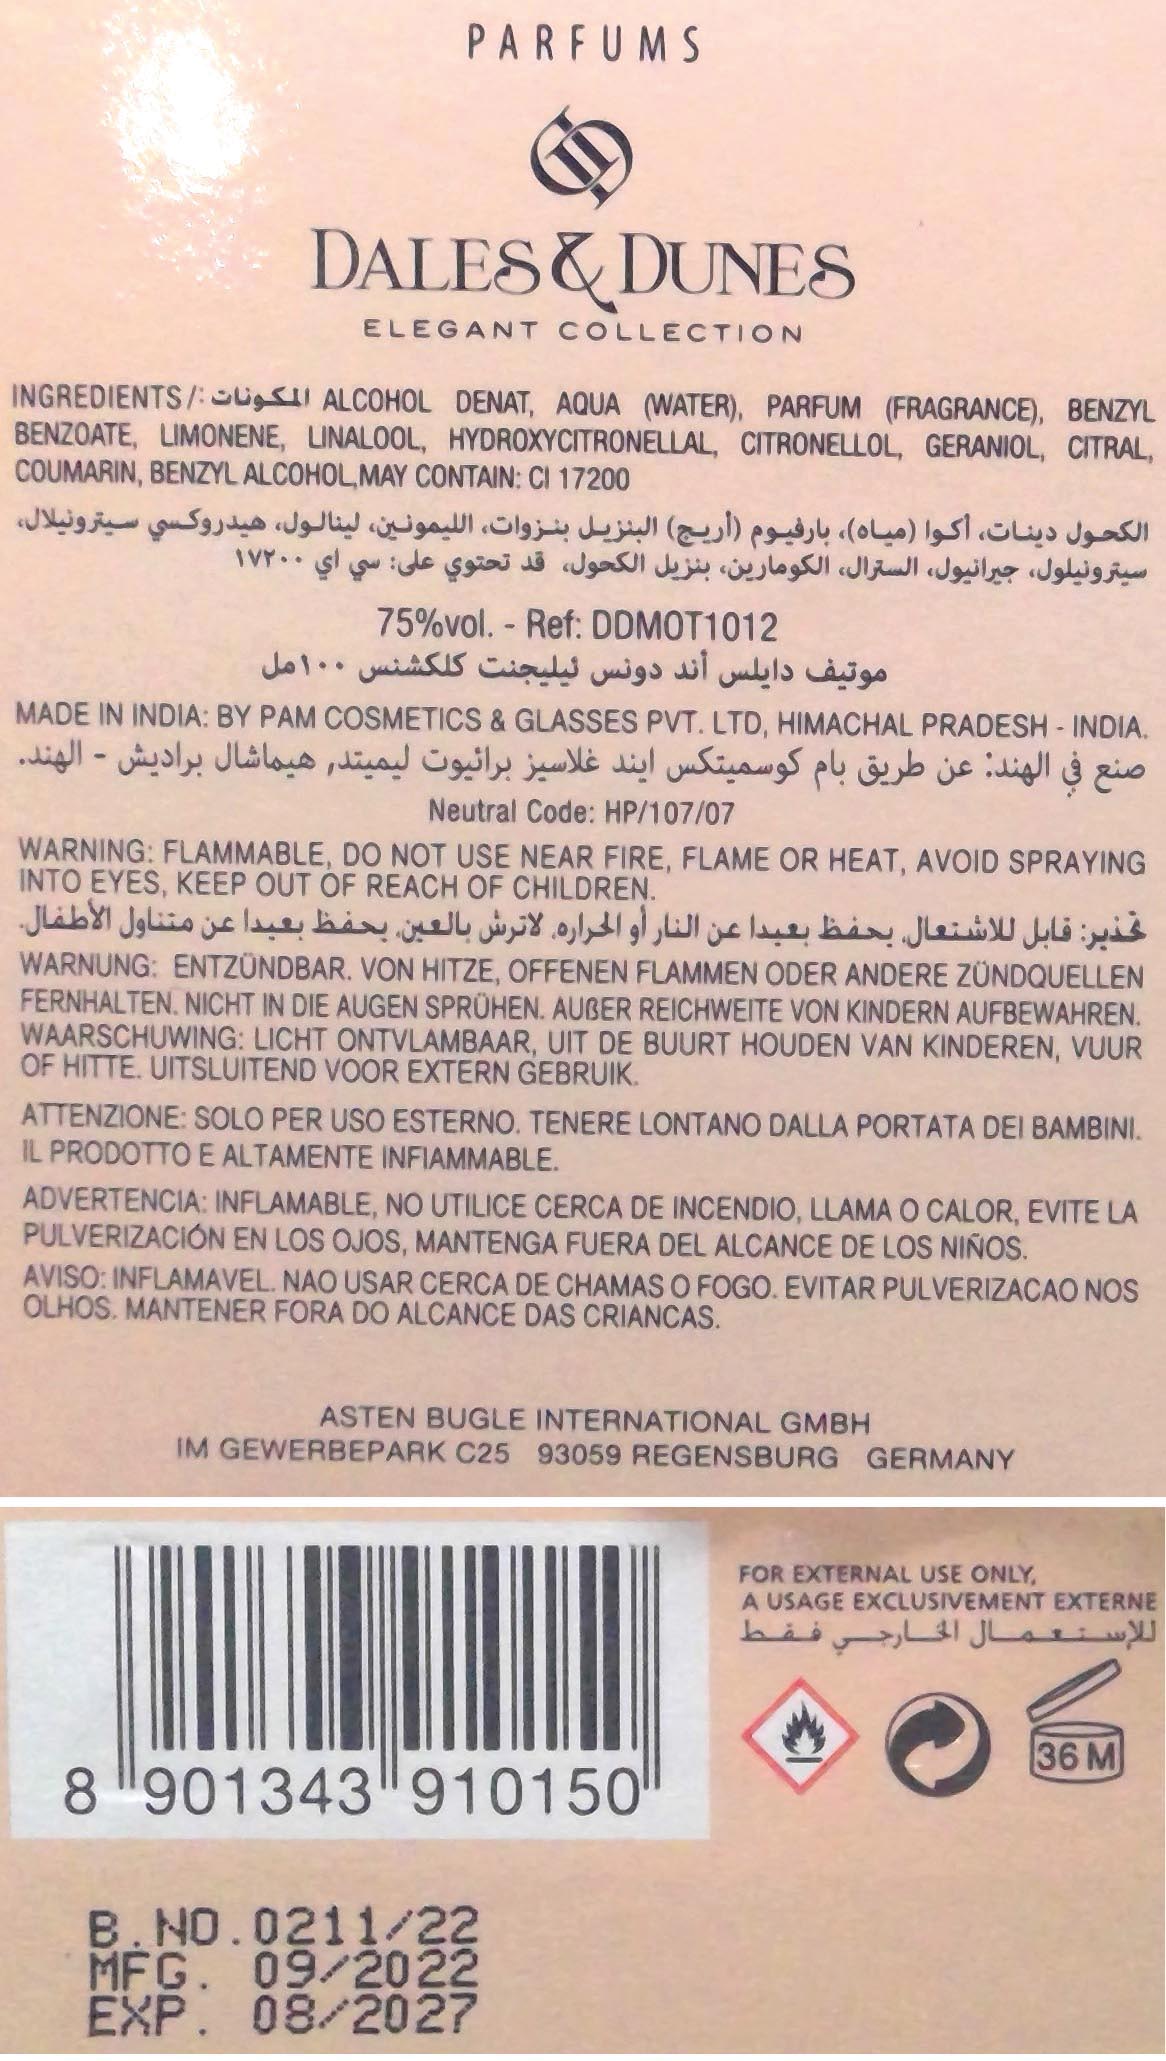 PARFUMS
DALES & DUNES
ELEGANT COLLECTION
INGREDIENTS/: المكونات ALCOHOL DENAT, AQUA (WATER), PARFUM (FRAGRANCE), BENZYL
BENZOATE, LIMONENE, LINALOOL, HYDROXYCITRONELLAL, CITRONELLOL, GERANIOL, CITRAL,
COUMARIN, BENZYL ALCOHOL,MAY CONTAIN: CI 17200
الكحول دينات، أكوا (مياه)، بارفيوم (أريج) البنزيل بنزوات، الليمونين، لينالول، هيدروكسي سيترونيلال،
سيترونيلول، جيرانيول، السترال، الكومارين، بنزيل الكحول، قد تحتوي على: سي اي ١٧٢٠٠
75%vol. - Ref: DDMOT1012
موتيف دايلس أند دونس ئيليجنت كلكشنس ١٠٠مل
MADE IN INDIA: BY PAM COSMETICS & GLASSES PVT. LTD, HIMACHAL PRADESH - INDIA.
صنع في الهند: عن طريق بام كوسميتكس ايند غلاسيز برائيوت ليميتد, هيماشال براديش - الهند.
Neutral Code: HP/107/07
WARNING: FLAMMABLE, DO NOT USE NEAR FIRE, FLAME OR HEAT, AVOID SPRAYING
INTO EYES, KEEP OUT OF REACH OF CHILDREN.
تحذير: قابل للاشتعال. يحفظ بعيدا عن النار أو الحراره. لاترش بالعين. يحفظ بعيدا عن متناول الأطفال.
WARNUNG: ENTZÜNDBAR. VON HITZE, OFFENEN FLAMMEN ODER ANDERE ZÜNDQUELLEN
FERNHALTEN. NICHT IN DIE AUGEN SPRÜHEN. AUßER REICHWEITE VON KINDERN AUFBEWAHREN.
WAARSCHUWING: LICHT ONTVLAMBAAR, UIT DE BUURT HOUDEN VAN KINDEREN, VUUR
OF HITTE. UITSLUITEND VOOR EXTERN GEBRUIK.
ATTENZIONE: SOLO PER USO ESTERNO. TENERE LONTANO DALLA PORTATA DEI BAMBINI.
IL PRODOTTO E ALTAMENTE INFIAMMABLE.
ADVERTENCIA: INFLAMABLE, NO UTILICE CERCA DE INCENDIO, LLAMA O CALOR, EVITE LA
PULVERIZACIÓN EN LOS OJOS, MANTENGA FUERA DEL ALCANCE DE LOS NIÑOS.
AVISO: INFLAMAVEL. NAO USAR CERCA DE CHAMAS O FOGO. EVITAR PULVERIZACAO NOS
OLHOS. MANTENER FORA DO ALCANCE DAS CRIANCAS.
ASTEN BUGLE INTERNATIONAL GMBH
IM GEWERBEPARK C25 93059 REGENSBURG GERMANY
FOR EXTERNAL USE ONLY,
A USAGE EXCLUSIVEMENT EXTERNE
للإستعمال الخارجي فقط
36 M
8 901343 910150
B.NO.0211/22
MFG. 09/2022
EXP. 08/2027